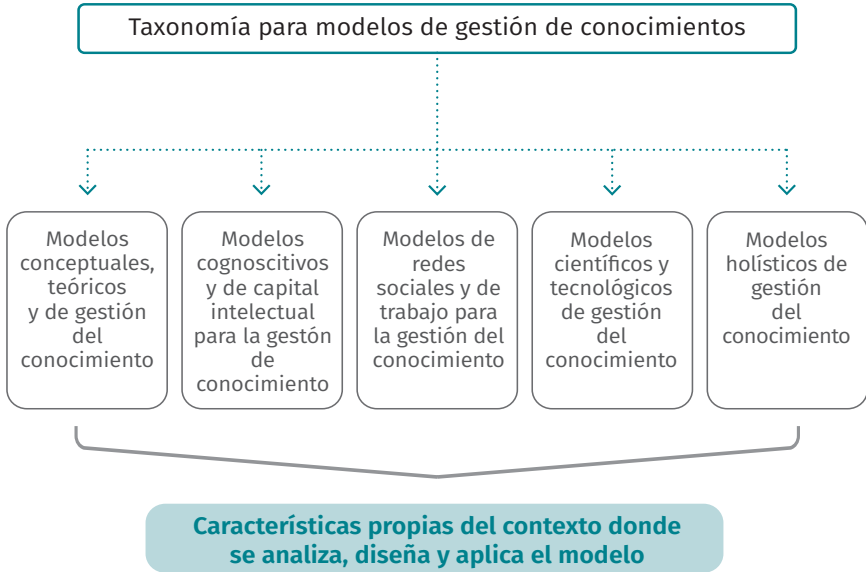 Taxonomía para modelos de gestión de conocimientos
Modelos
conceptuales,
teóricos
y de gestión
del
conocimiento
Modelos
cognoscitivos
y de capital
intelectual
para la gestón
de
conocimiento
Modelos de
redes
sociales y de
trabajo para
la gestión del
conocimiento
Modelos
científicos y
tecnológicos
de gestión
del
conocimiento
Modelos
holísticos de
gestión
del
conocimiento
Características propias del contexto donde
se analiza, diseña y aplica el modelo